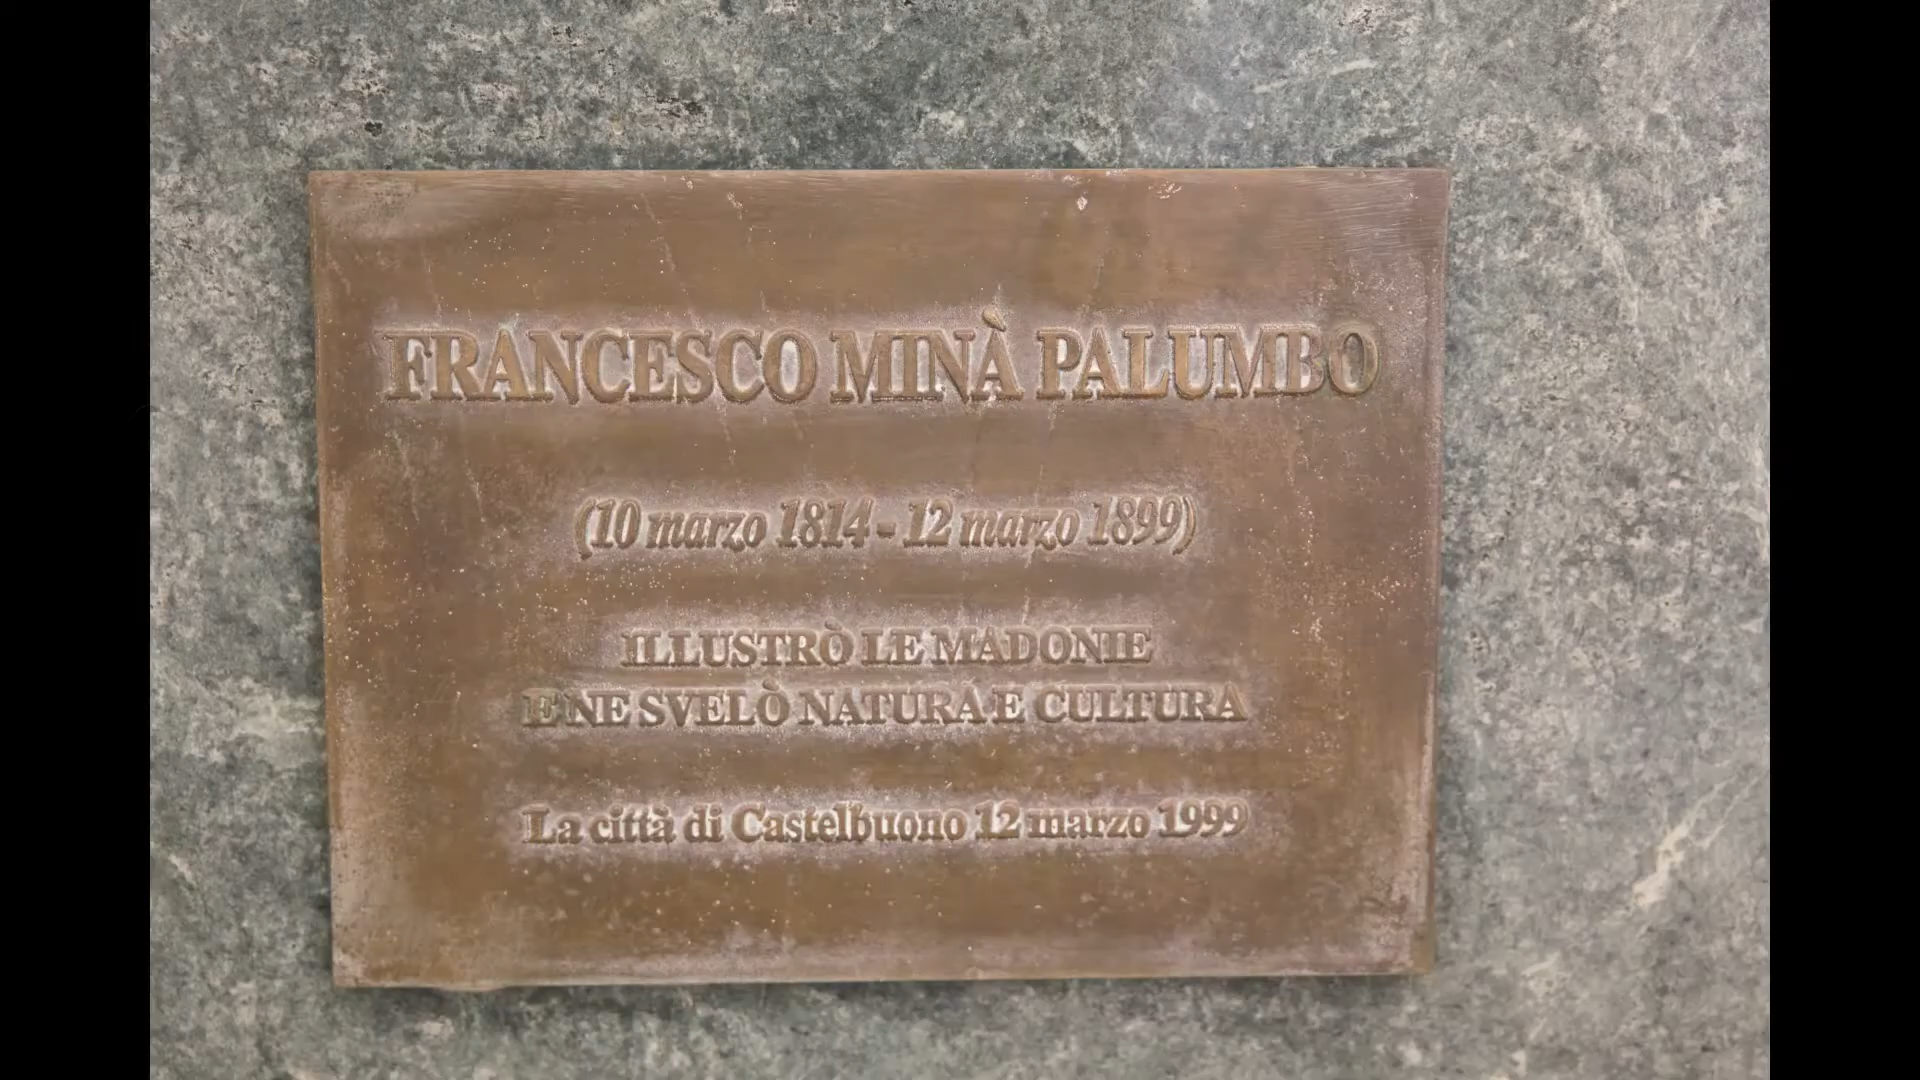 FRANCESCO MINÀ PALUMBO
(10 marzo 1814 - 12 marzo 1899)
ILLUSTRÒ LE MADONIE
E NE SVELÒ NATURA E CULTURA
La città di Castelbuono 12 marzo 1999